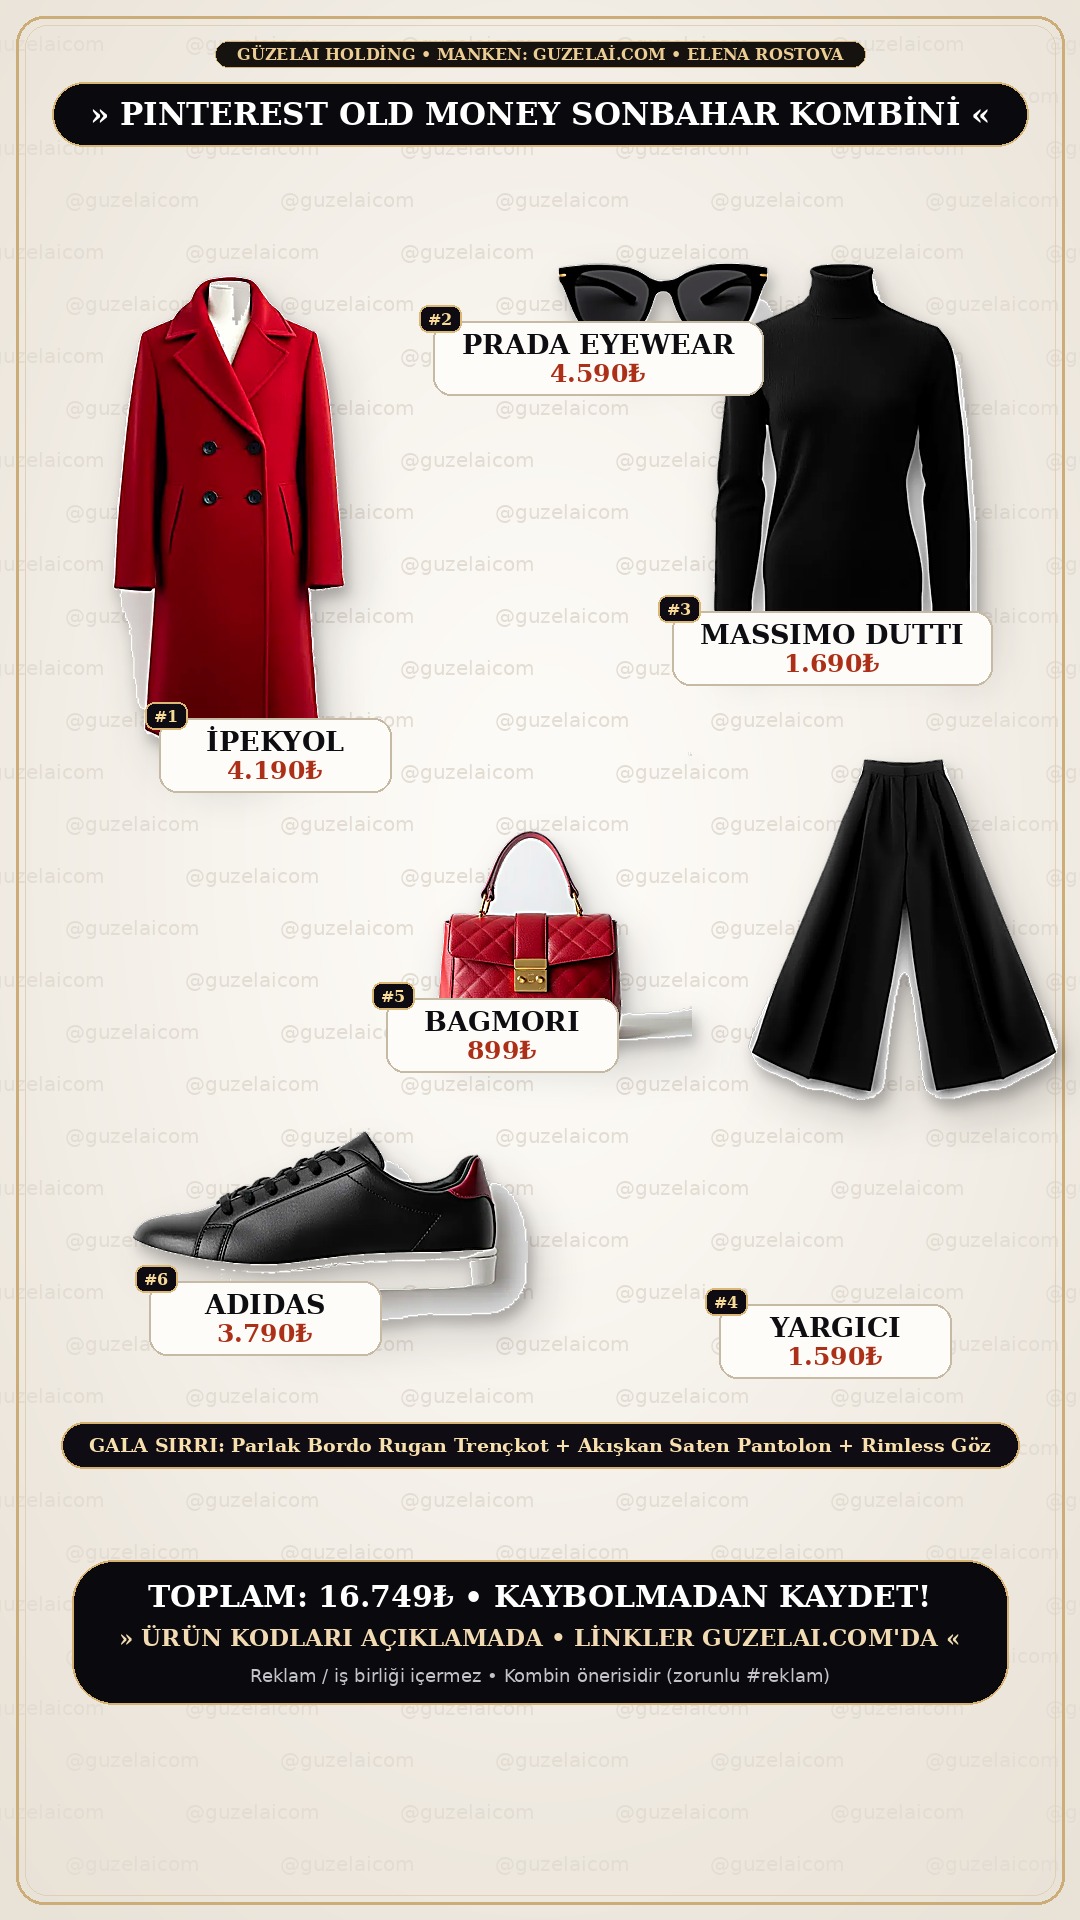 GÜZELAI HOLDİNG • MANKEN: GUZELAİ.COM • ELENA ROSTOVA
» PINTEREST OLD MONEY SONBAHAR KOMBİNİ «
#2
PRADA EYEWEAR
4.590₺
#3
MASSIMO DUTTI
1.690₺
#1
İPEKYOL
4.190₺
#5
BAGMORI
899₺
#6
ADIDAS
3.790₺
#4
YARGICI
1.590₺
GALA SIRRI: Parlak Bordo Rugan Trençkot + Akışkan Saten Pantolon + Rimless Göz
TOPLAM: 16.749₺ • KAYBOLMADAN KAYDET!
» ÜRÜN KODLARI AÇIKLAMADA • LİNKLER GUZELAI.COM'DA «
Reklam / iş birliği içermez • Kombin önerisidir (zorunlu #reklam)
@guzelaicom